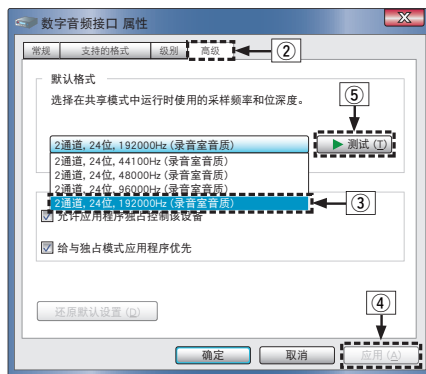 数字音频接口 属性
常规 支持的格式 级别 高级 ②
默认格式
选择在共享模式中运行时使用的采样频率和位深度。
⑤
2通道, 24位, 192000Hz (录音室音质) 测试 (T)
2通道, 24位, 44100Hz (录音室音质)
2通道, 24位, 48000Hz (录音室音质)
2通道, 24位, 96000Hz (录音室音质)
2通道, 24位, 192000Hz (录音室音质) ③
允许应用程序独占控制该设备
给与独占模式应用程序优先
还原默认设置 (D)
④
确定 取消 应用 (A)